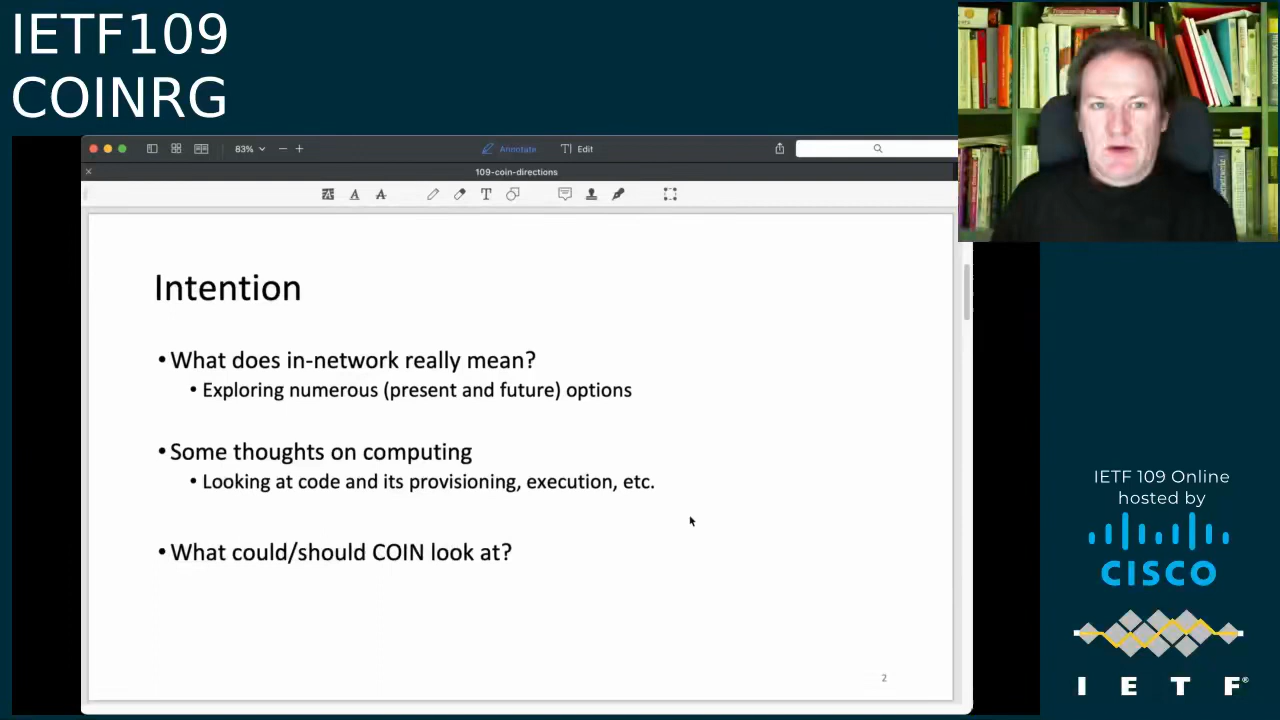 IETF109
COINRG
83%
Annotate
Edit
109-coin-directions
Intention
• What does in-network really mean?
• Exploring numerous (present and future) options
• Some thoughts on computing
• Looking at code and its provisioning, execution, etc.
• What could/should COIN look at?
2
IETF 109 Online
hosted by
CISCO
I E T F®